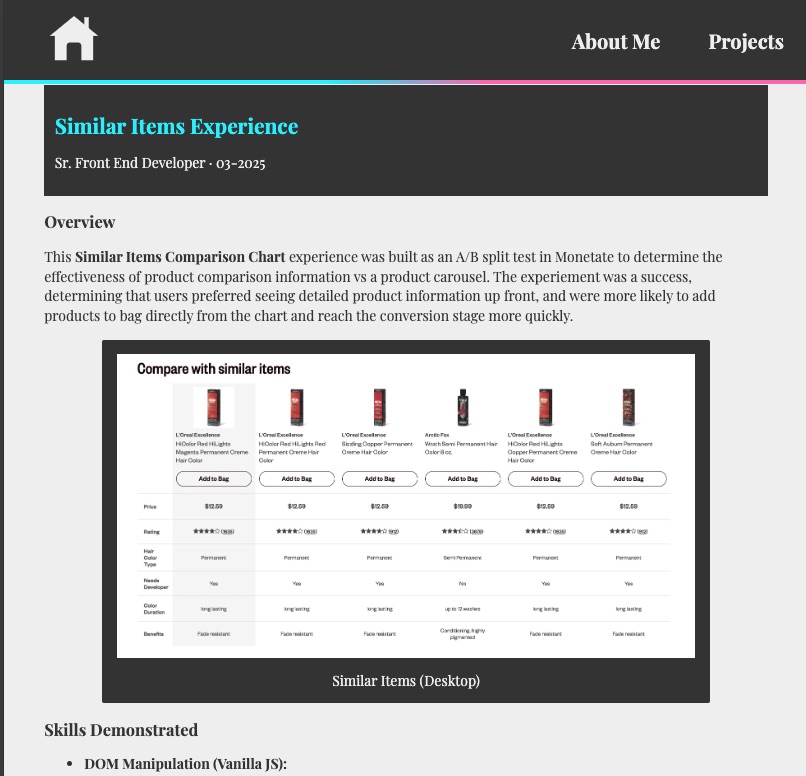 About Me Projects
Similar Items Experience
Sr. Front End Developer · 03-2025
Overview
This Similar Items Comparison Chart experience was built as an A/B split test in Monetate to determine the
effectiveness of product comparison information vs a product carousel. The experiement was a success,
determining that users preferred seeing detailed product information up front, and were more likely to add
products to bag directly from the chart and reach the conversion stage more quickly.
Compare with similar items
L'Oreal Excellence L'Oreal Excellence L'Oreal Excellence Arctic Fox L'Oreal Excellence L'Oreal Excellence
HiColor Red HiLights HiColor Red HiLights Red Sizzling Copper Permanent Wrath Semi Permanent Hair HiColor Red HiLights Soft Auburn Permanent
Magenta Permanent Creme Permanent Creme Hair Creme Hair Color Color 8 oz. Copper Permanent Creme Creme Hair Color
Hair Color Color Hair Color
Add to Bag Add to Bag Add to Bag Add to Bag Add to Bag Add to Bag
Price $12.59 $12.59 $12.59 $12.59 $12.59
Rating
Hair
Color
Type Permanent Permanent Permanent Semi Permanent Permanent Permanent
Needs
Developer Yes Yes Yes No Yes Yes
Color
Duration long lasting long lasting long lasting up to 12 washes long lasting long lasting
Benefits Fade resistant Fade resistant Fade resistant Conditioning, highly
pigmented Fade resistant Fade resistant
Similar Items (Desktop)
Skills Demonstrated
• DOM Manipulation (Vanilla JS):